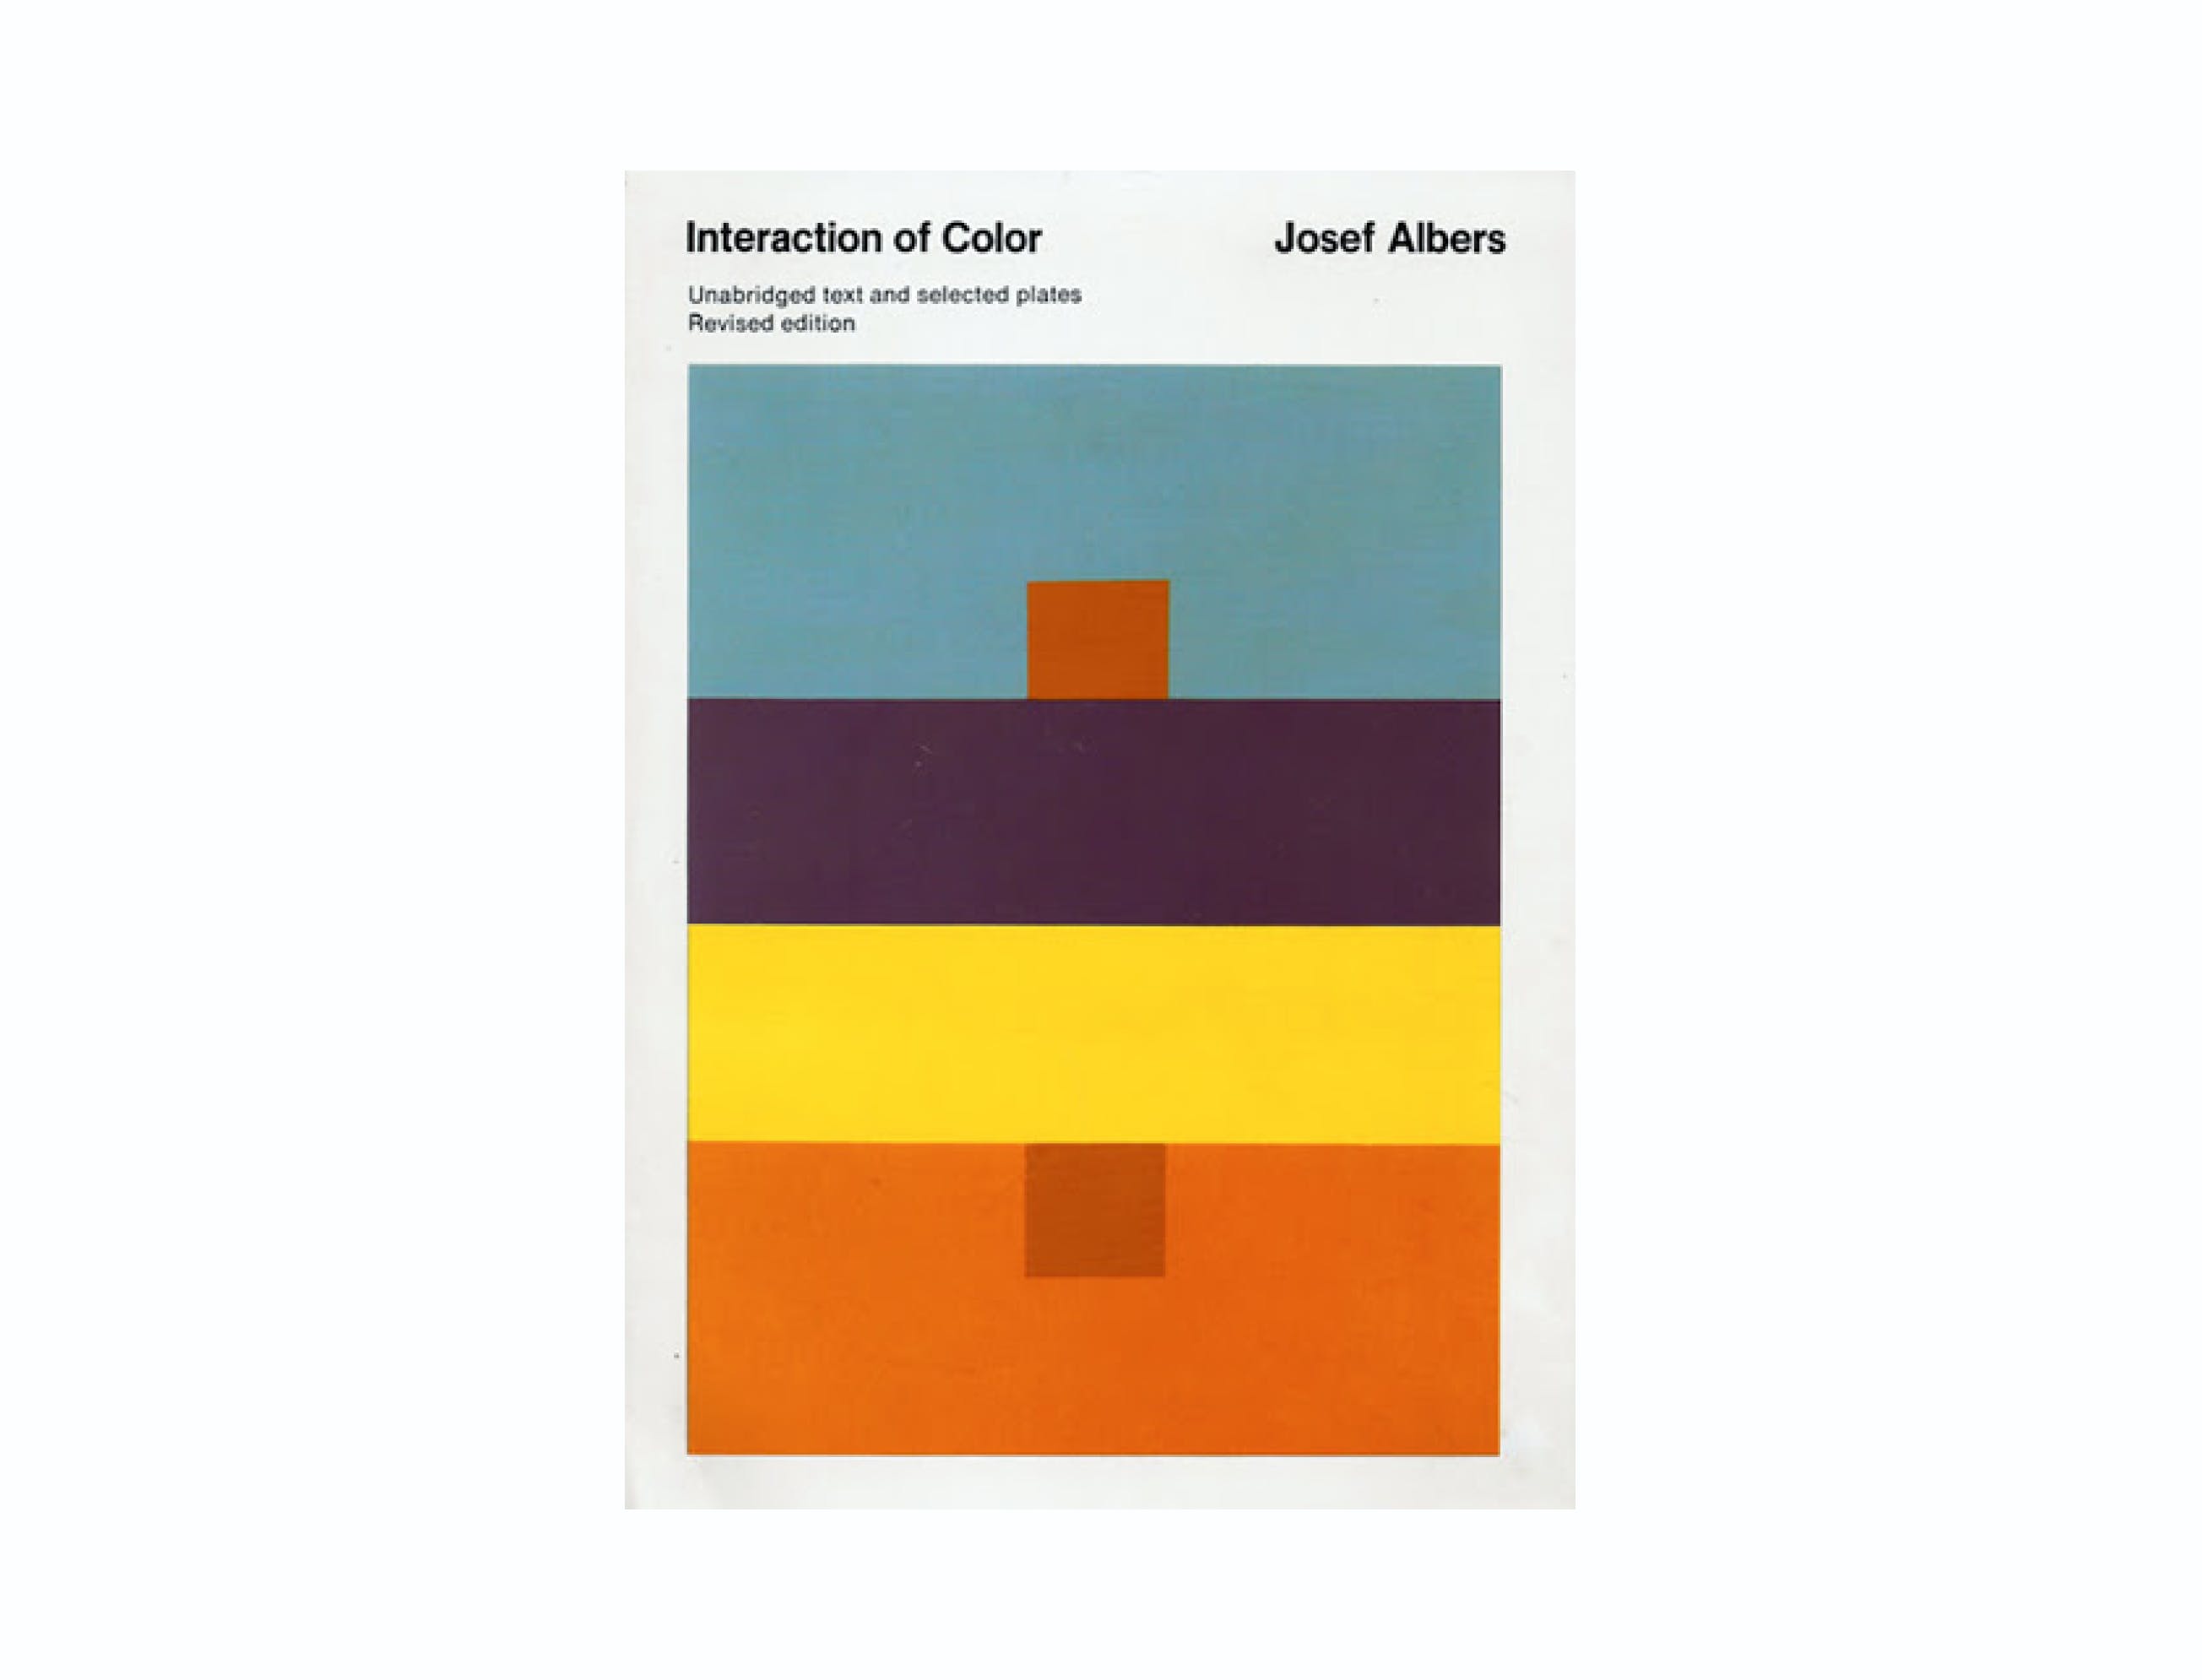 Interaction of Color
Josef Albers
Unabridged text and selected plates
Revised edition